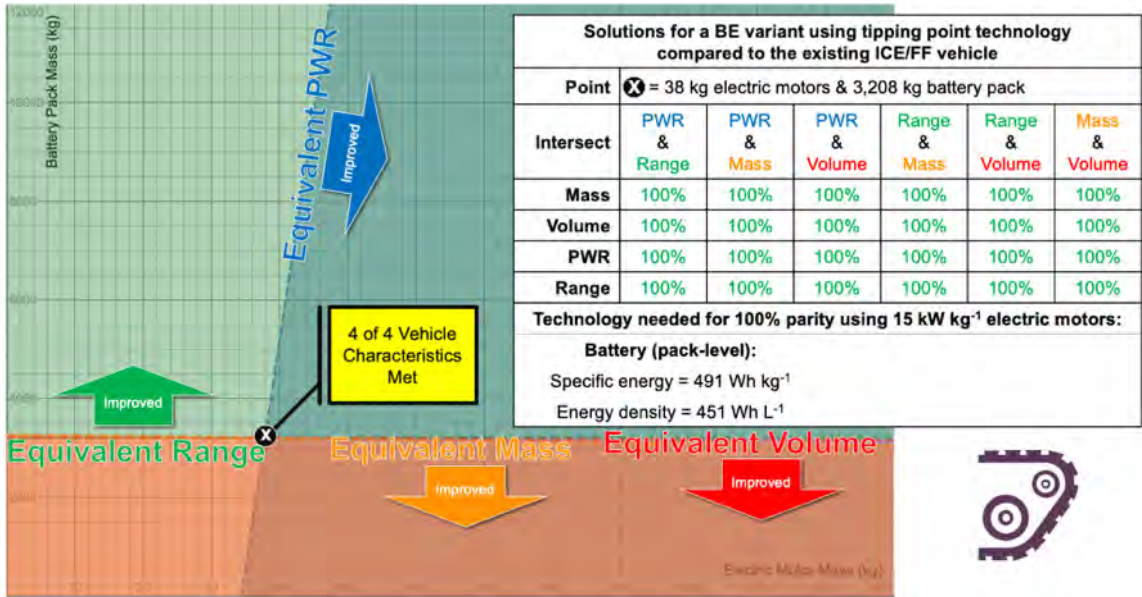 12000
Battery Pack Mass (kg)
10000
8000
6000
4000
Equivalent PWR
Improved
4 of 4 Vehicle
Characteristics
Met
Improved
X
Equivalent Range
Equivalent Mass
Equivalent Volume
Improved
Improved
Electric Motor Mass (kg)
Solutions for a BE variant using tipping point technology
compared to the existing ICE/FF vehicle
Point X = 38 kg electric motors & 3,208 kg battery pack
Intersect PWR & Range PWR & Mass PWR & Volume Range & Mass Range & Volume Mass & Volume
Mass 100% 100% 100% 100% 100% 100%
Volume 100% 100% 100% 100% 100% 100%
PWR 100% 100% 100% 100% 100% 100%
Range 100% 100% 100% 100% 100% 100%
Technology needed for 100% parity using 15 kW kg⁻¹ electric motors:
Battery (pack-level):
Specific energy = 491 Wh kg⁻¹
Energy density = 451 Wh L⁻¹